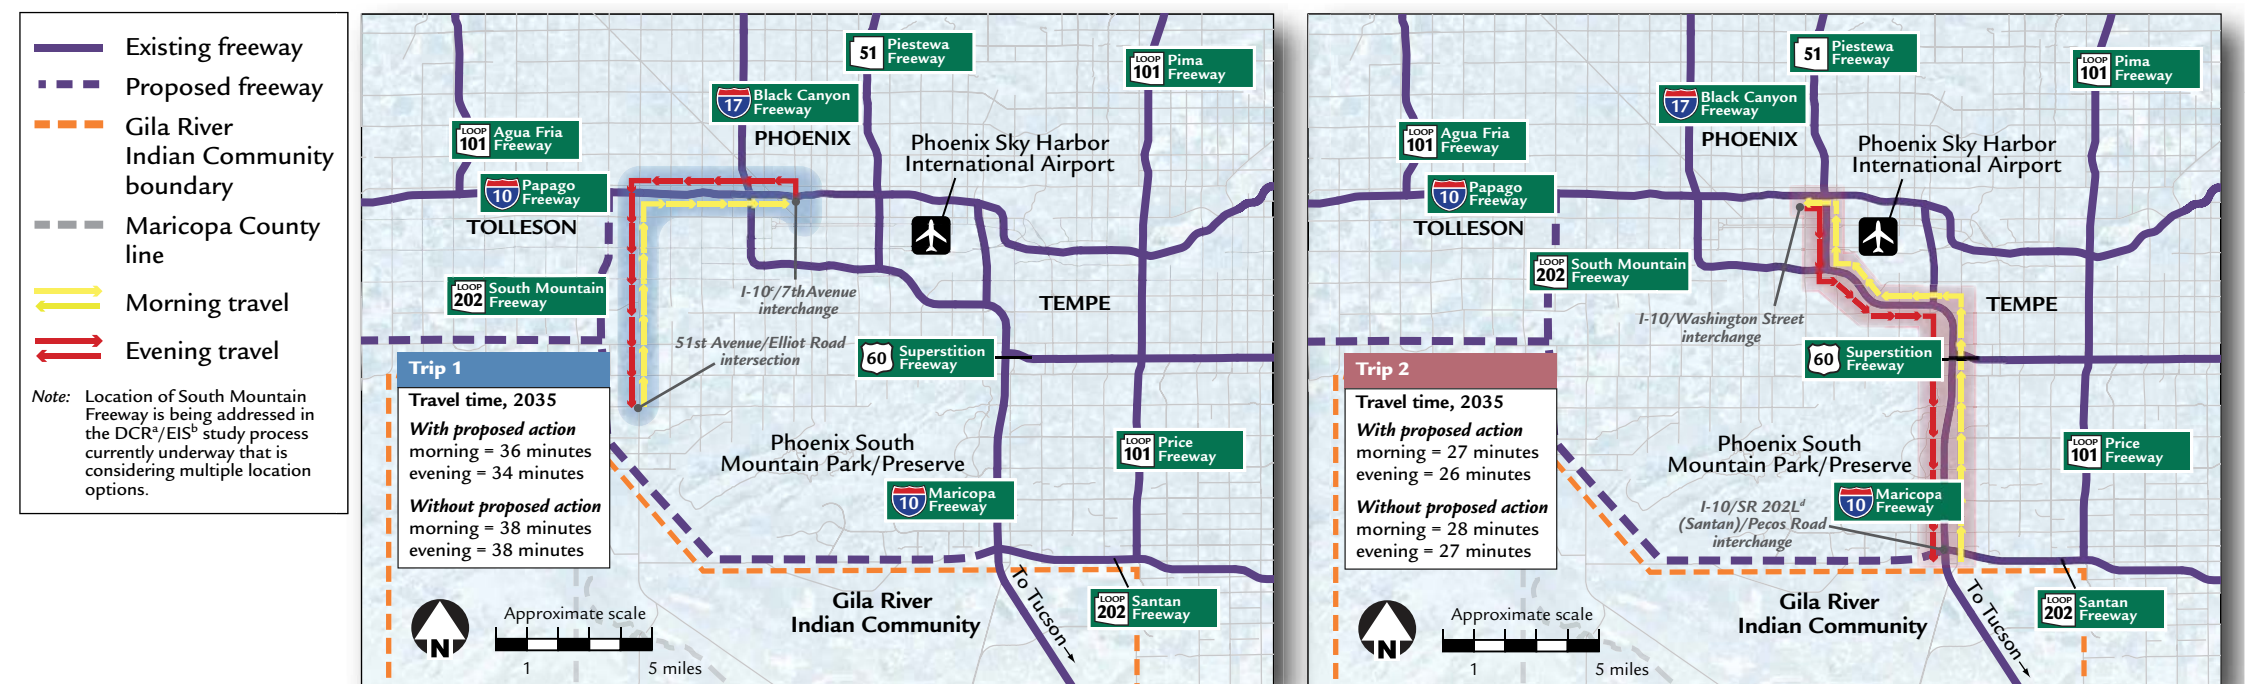 Existing freeway
Proposed freeway
Gila River
Indian Community
boundary
Maricopa County
line
Morning travel
Evening travel
Note: Location of South Mountain
Freeway is being addressed in
the DCRa/EISb study process
currently underway that is
considering multiple location
options.
51 Piestewa
Freeway
LOOP 101 Pima
Freeway
17 Black Canyon
Freeway
PHOENIX
LOOP 101 Agua Fria
Freeway
Phoenix Sky Harbor
International Airport
10 Papago
Freeway
TOLLESON
LOOP 202 South Mountain
Freeway
I-10c/7th Avenue
interchange
TEMPE
51st Avenue/Elliot Road
intersection
60 Superstition
Freeway
Trip 1
Travel time, 2035
With proposed action
morning = 36 minutes
evening = 34 minutes
Without proposed action
morning = 38 minutes
evening = 38 minutes
Phoenix South
Mountain Park/Preserve
LOOP 101 Price
Freeway
10 Maricopa
Freeway
To Tucson
Gila River
Indian Community
LOOP 202 Santan
Freeway
N
Approximate scale
1 5 miles
51 Piestewa
Freeway
LOOP 101 Pima
Freeway
17 Black Canyon
Freeway
PHOENIX
LOOP 101 Agua Fria
Freeway
Phoenix Sky Harbor
International Airport
10 Papago
Freeway
TOLLESON
LOOP 202 South Mountain
Freeway
I-10/Washington Street
interchange
TEMPE
60 Superstition
Freeway
Trip 2
Travel time, 2035
With proposed action
morning = 27 minutes
evening = 26 minutes
Without proposed action
morning = 28 minutes
evening = 27 minutes
Phoenix South
Mountain Park/Preserve
LOOP 101 Price
Freeway
10 Maricopa
Freeway
I-10/SR 202Ld
(Santan)/Pecos Road
interchange
To Tucson
Gila River
Indian Community
LOOP 202 Santan
Freeway
N
Approximate scale
1 5 miles